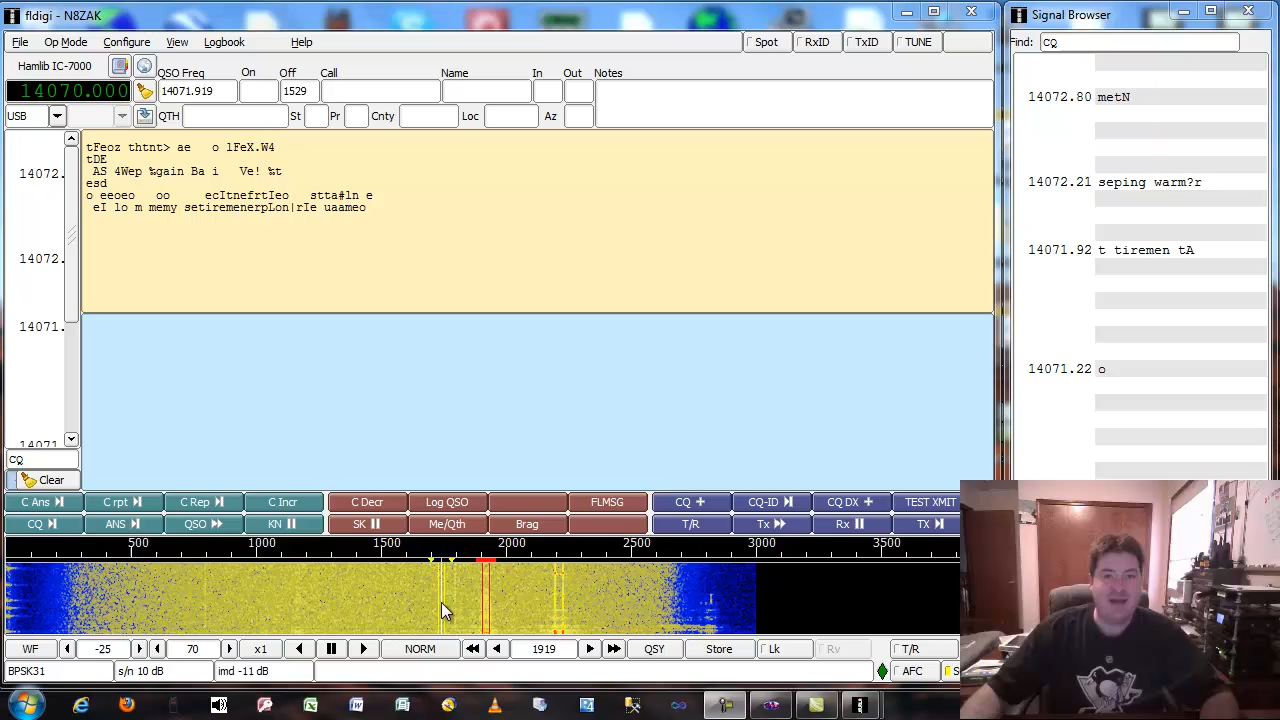 fldigi - N8ZAK
File Op Mode Configure View Logbook Help
Spot RxID TxID TUNE
Hamlib IC-7000
QSO Freq On Off Call Name In Out Notes
14070.000
14071.919 1529
USB
QTH St Pr Cnty Loc Az
tFeoz thtnt> ae o lFeX.W4
tDE
AS 4Wep %gain Ba i Ve! %t
esd
o eeoeo oo ecItnefrtIeo stta#ln e
eI lo m memy setiremenerpLon|rIe uaameo
14072.
14072.
14071.
14071
CQ
Clear
C Ans C rpt C Rep C Incr C Decr Log QSO FLMSG CQ CQ-ID CQ DX TEST XMIT
CQ ANS QSO KN SK Me/Qth Brag T/R Tx Rx TX
500 1000 1500 2000 2500 3000 3500
WF -25 70 x1 NORM 1919 QSY Store Lk Rv T/R
BPSK31 s/n 10 dB imd -11 dB AFC
Signal Browser
Find: CQ
14072.80 metN
14072.21 seping warm?r
14071.92 t tiremen tA
14071.22 o